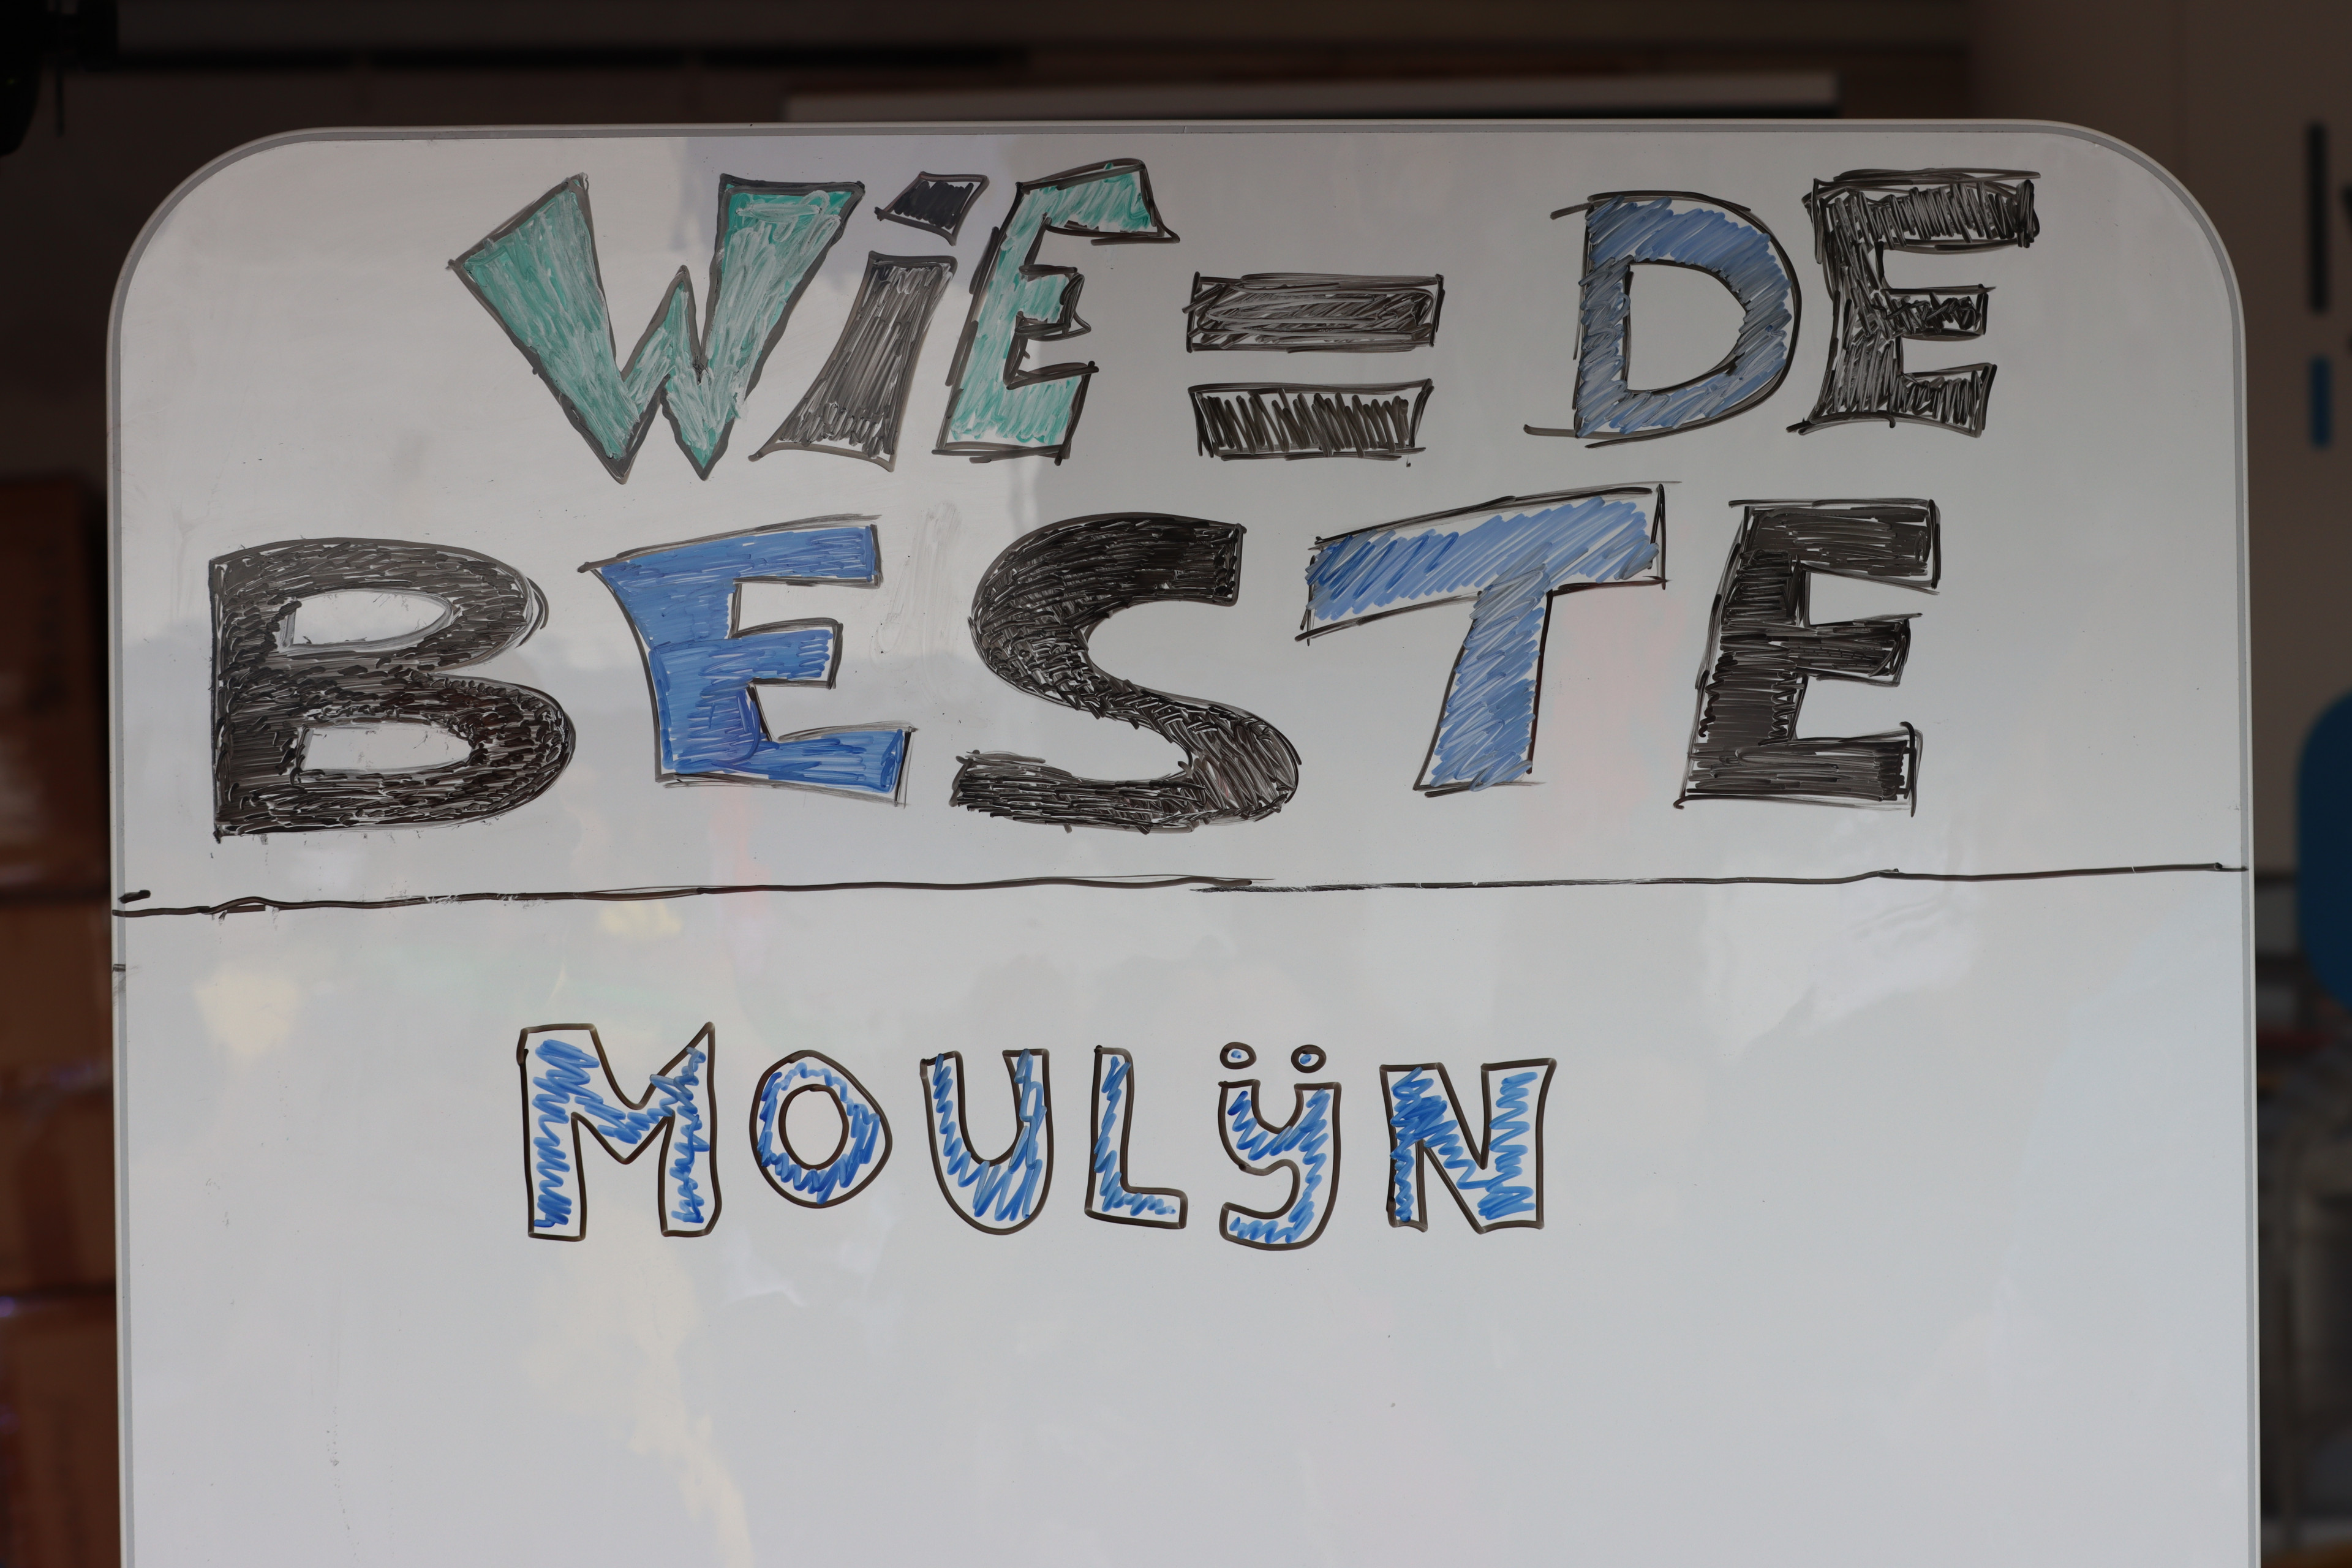 WiE = DE
BESTE
MOULÿN